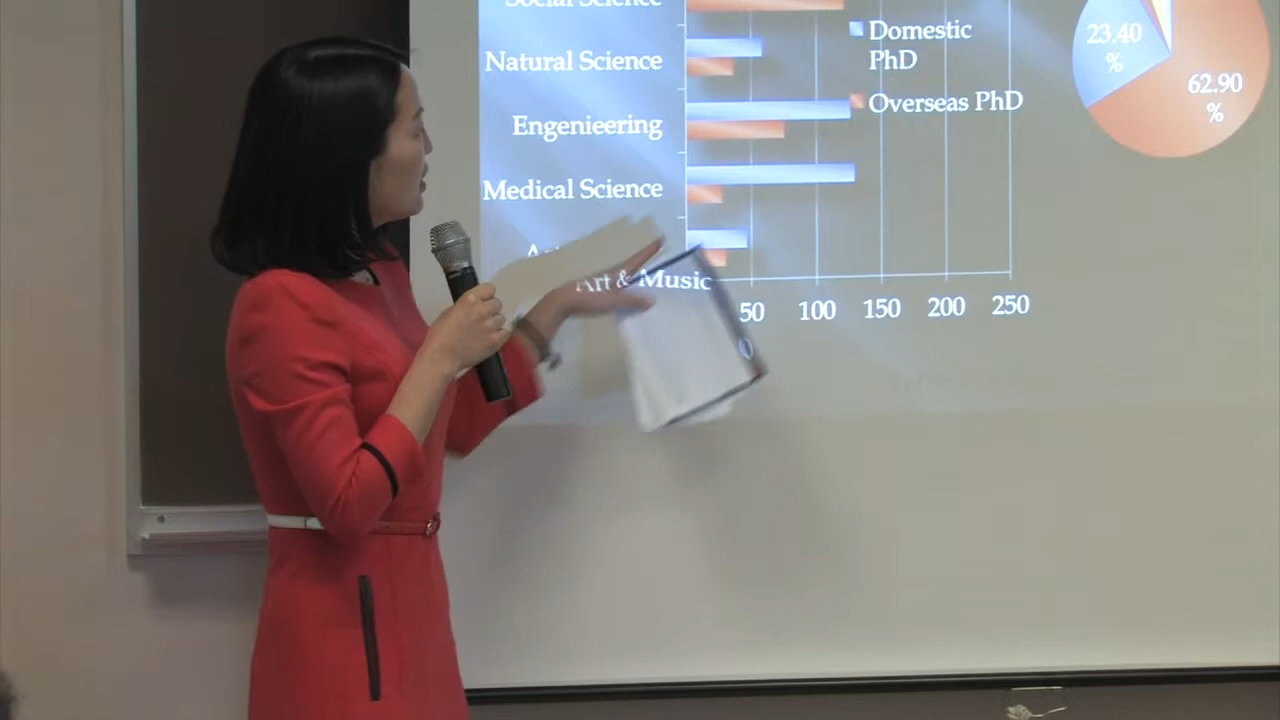 Social Science
Natural Science
Engenieering
Medical Science
Art & Music
50 100 150 200 250
Domestic
PhD
Overseas PhD
23.40
%
62.90
%